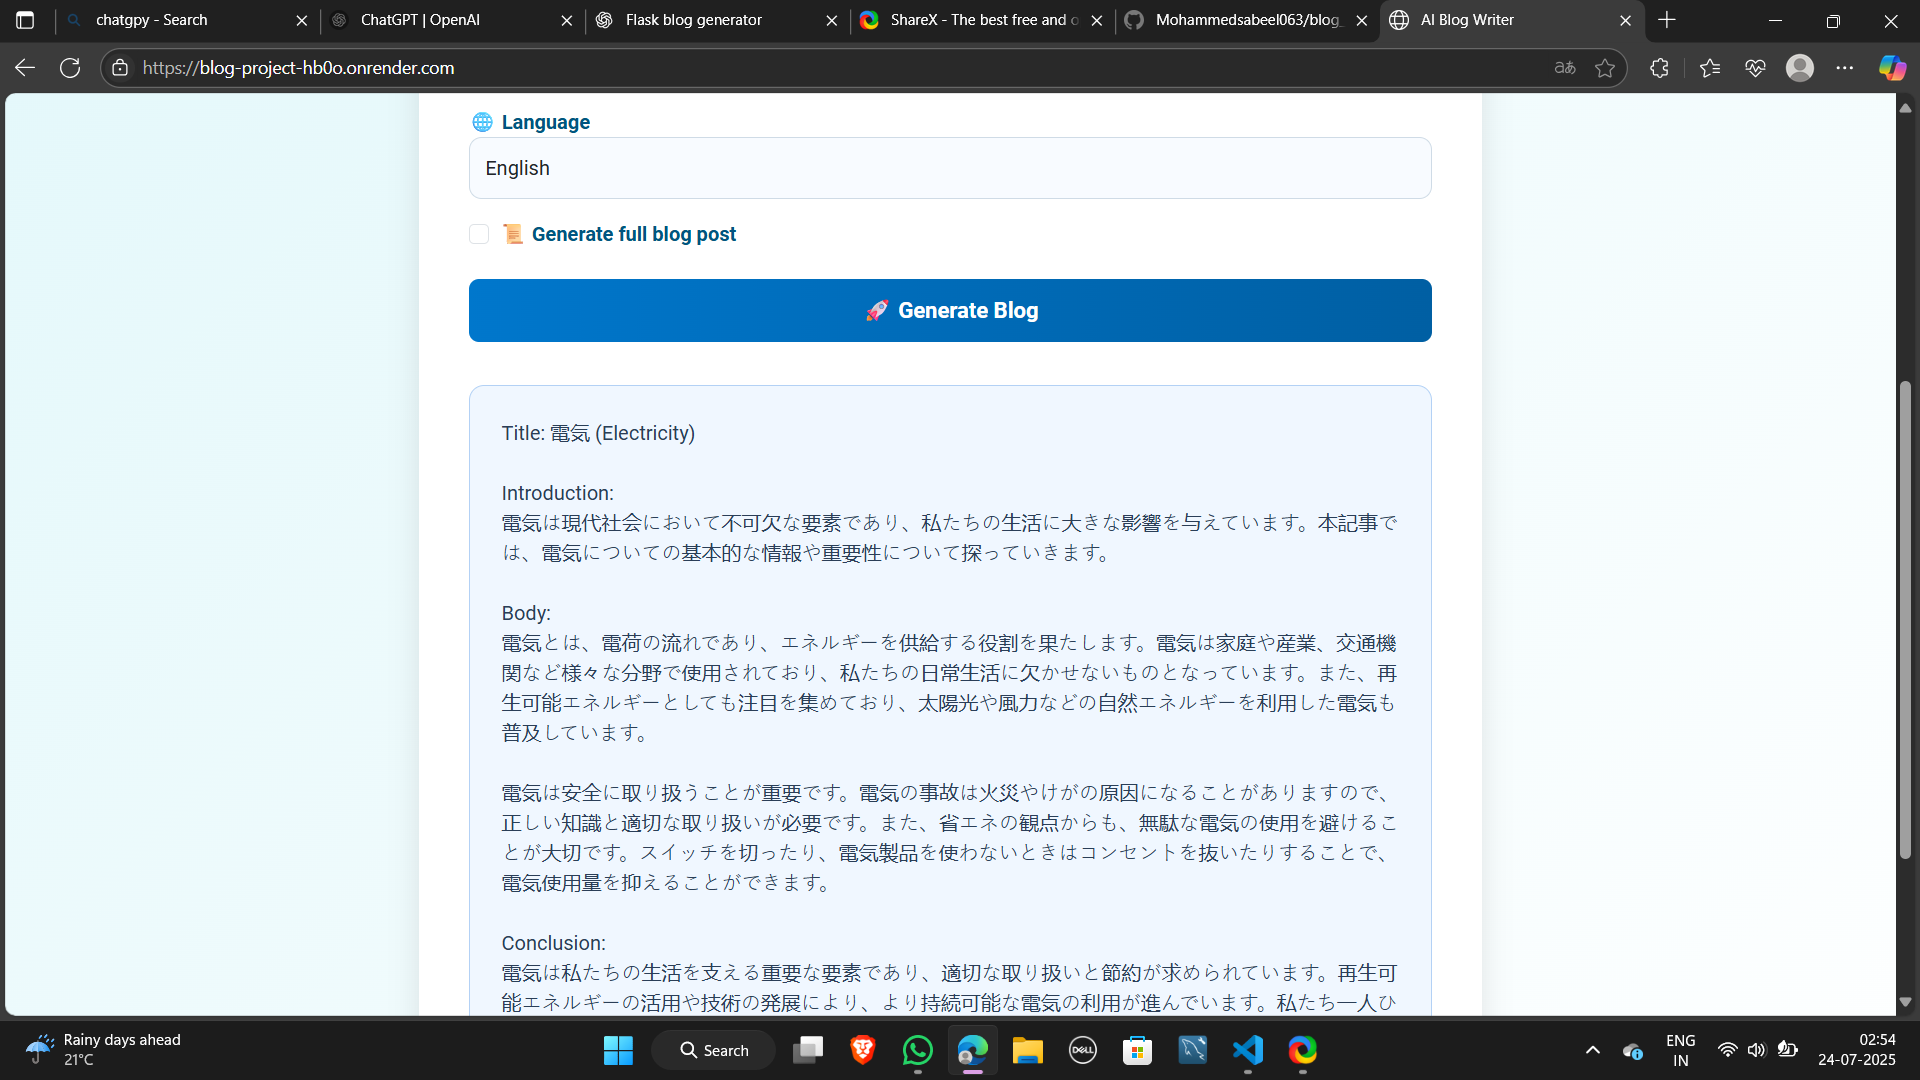 chatgpy - Search
ChatGPT | OpenAI
Flask blog generator
ShareX - The best free and o
Mohammedsabeel063/blog_
AI Blog Writer
https://blog-project-hb0o.onrender.com
Language
English
Generate full blog post
Generate Blog
Title: 電気 (Electricity)
Introduction:
電気は現代社会において不可欠な要素であり、私たちの生活に大きな影響を与えています。本記事で
は、電気についての基本的な情報や重要性について探っていきます。
Body:
電気とは、電荷の流れであり、エネルギーを供給する役割を果たします。電気は家庭や産業、交通機
関など様々な分野で使用されており、私たちの日常生活に欠かせないものとなっています。また、再
生可能エネルギーとしても注目を集めており、太陽光や風力などの自然エネルギーを利用した電気も
普及しています。
電気は安全に取り扱うことが重要です。電気の事故は火災やけがの原因になることがありますので、
正しい知識と適切な取り扱いが必要です。また、省エネの観点からも、無駄な電気の使用を避けるこ
とが大切です。スイッチを切ったり、電気製品を使わないときはコンセントを抜いたりすることで、
電気使用量を抑えることができます。
Conclusion:
電気は私たちの生活を支える重要な要素であり、適切な取り扱いと節約が求められています。再生可
能エネルギーの活用や技術の発展により、より持続可能な電気の利用が進んでいます。私たち一人ひ
Rainy days ahead
21°C
Search
DELL
ENG
IN
02:54
24-07-2025